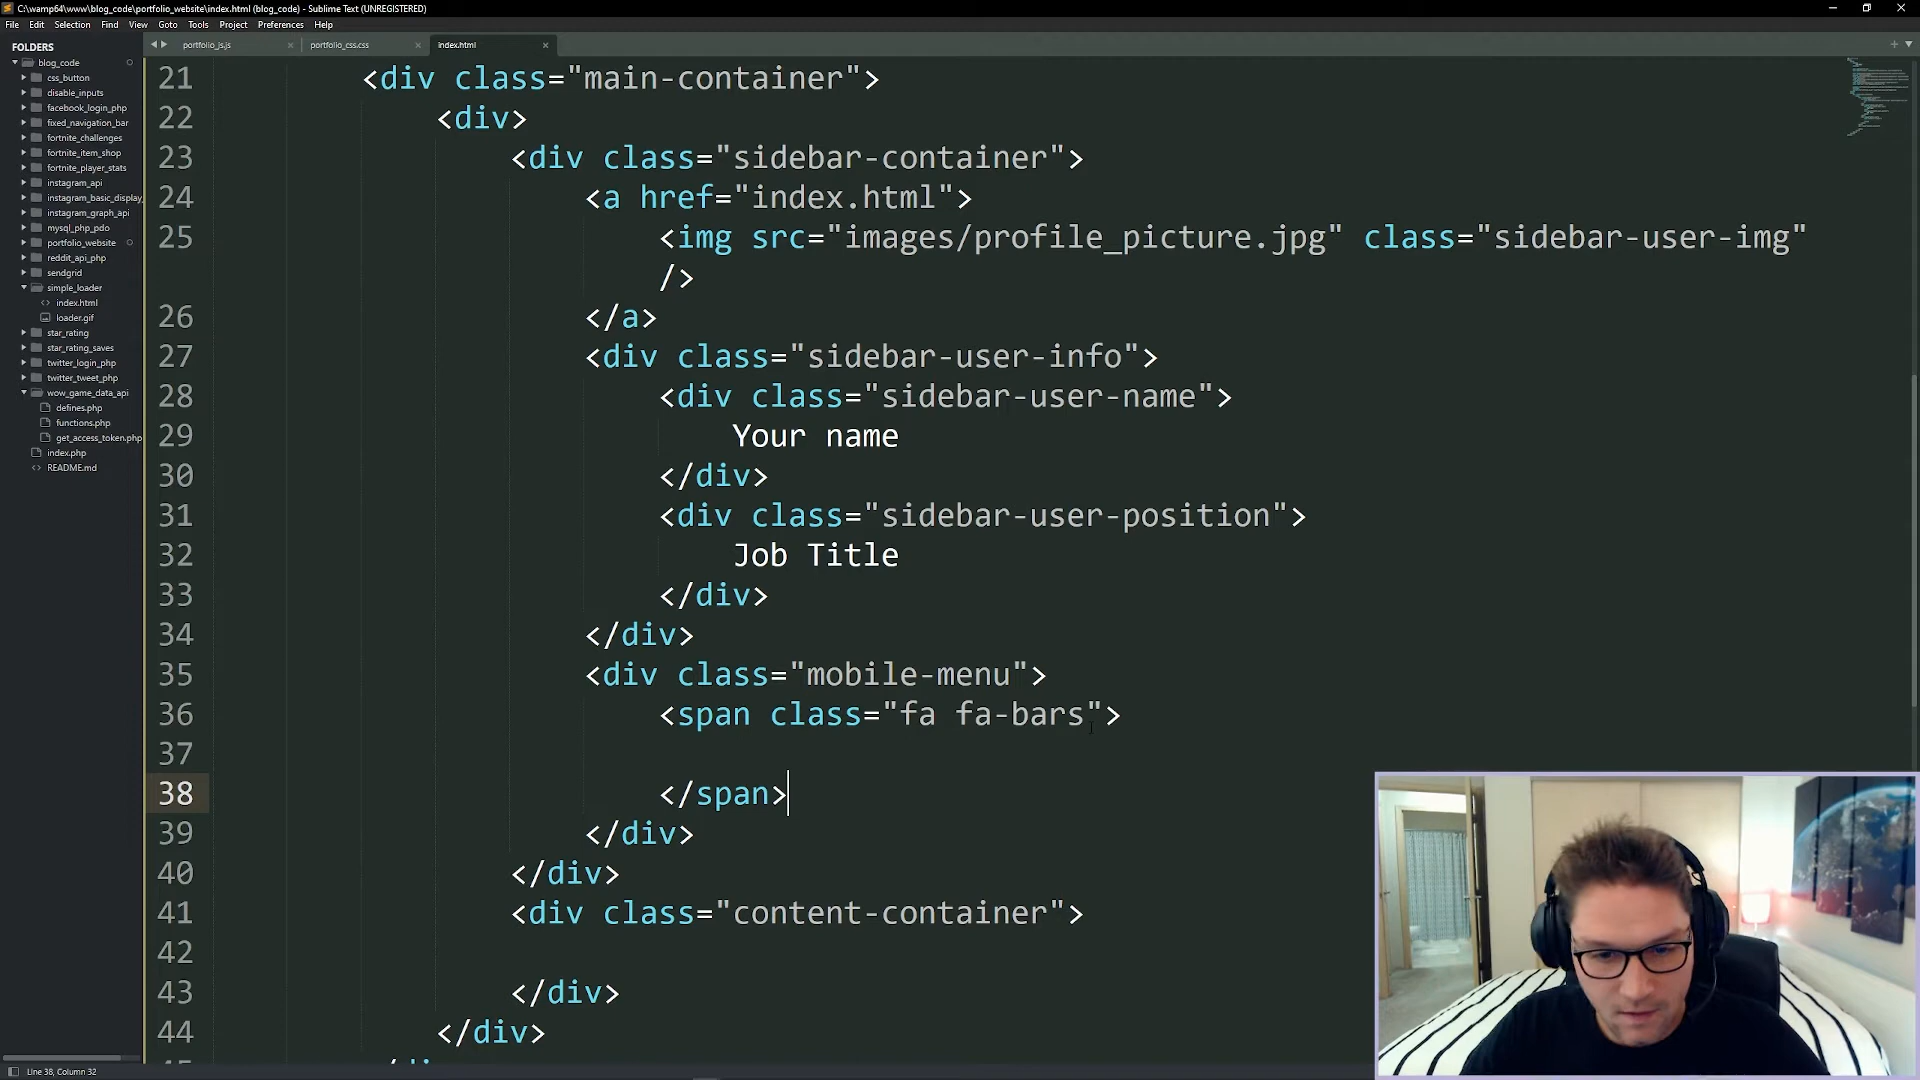 C:\wamp64\www\blog_code\portfolio_website\index.html (blog_code) - Sublime Text (UNREGISTERED)
File Edit Selection Find View Goto Tools Project Preferences Help
FOLDERS
blog_code
css_button
disable_inputs
facebook_login_php
fixed_navigation_bar
fortnite_challenges
fortnite_item_shop
fortnite_player_stats
instagram_api
instagram_basic_display_
instagram_graph_api
mysql_php_pdo
portfolio_website
reddit_api_php
sendgrid
simple_loader
index.html
loader.gif
star_rating
star_rating_saves
twitter_login_php
twitter_tweet_php
wow_game_data_api
defines.php
functions.php
get_access_token.php
index.php
README.md
portfolio_js.js portfolio_css.css index.html
21 <div class="main-container">
22 <div>
23 <div class="sidebar-container">
24 <a href="index.html">
25 <img src="images/profile_picture.jpg" class="sidebar-user-img"
/>
26 </a>
27 <div class="sidebar-user-info">
28 <div class="sidebar-user-name">
29 Your name
30 </div>
31 <div class="sidebar-user-position">
32 Job Title
33 </div>
34 </div>
35 <div class="mobile-menu">
36 <span class="fa fa-bars">
37
38 </span>
39 </div>
40 </div>
41 <div class="content-container">
42
43 </div>
44 </div>
Line 38, Column 32